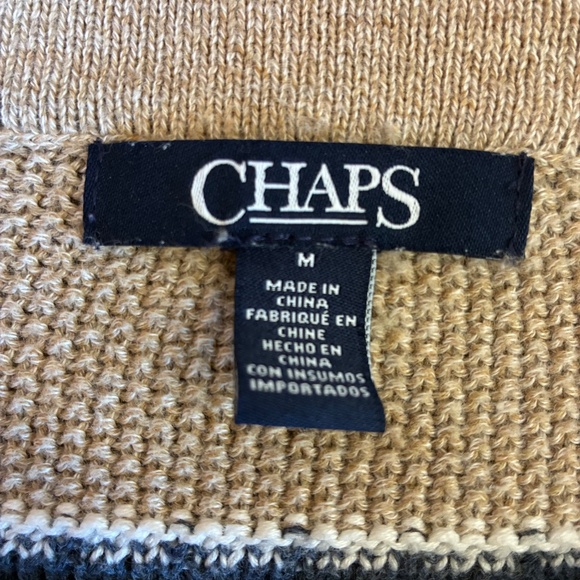 CHAPS
M
MADE IN
CHINA
FABRIQUÉ EN
CHINE
HECHO EN
CHINA
CON INSUMOS
IMPORTADOS